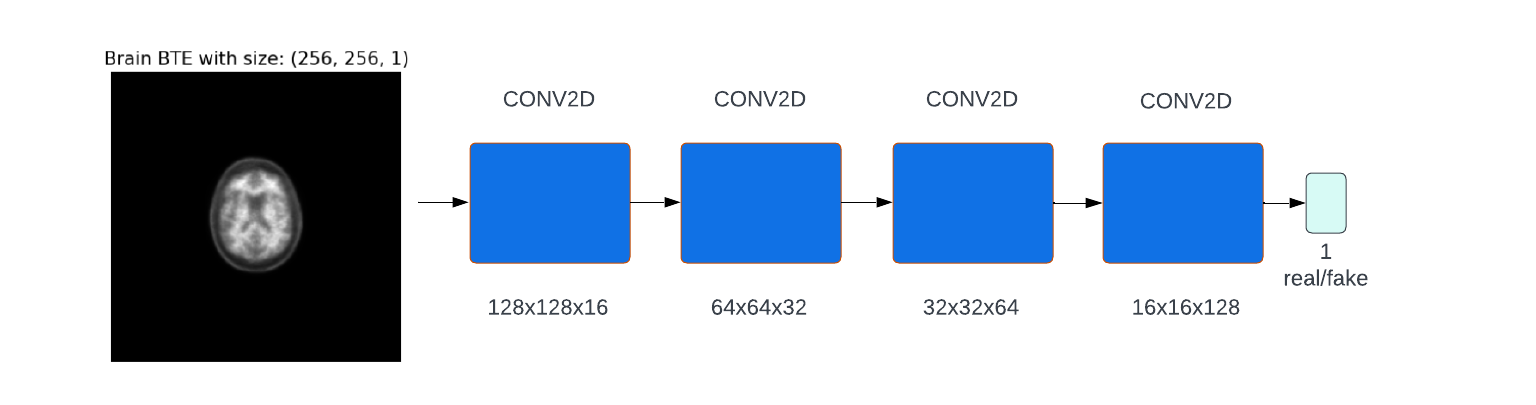 Brain BTE with size: (256, 256, 1)
CONV2D
CONV2D
CONV2D
CONV2D
128x128x16
64x64x32
32x32x64
16x16x128
1
real/fake